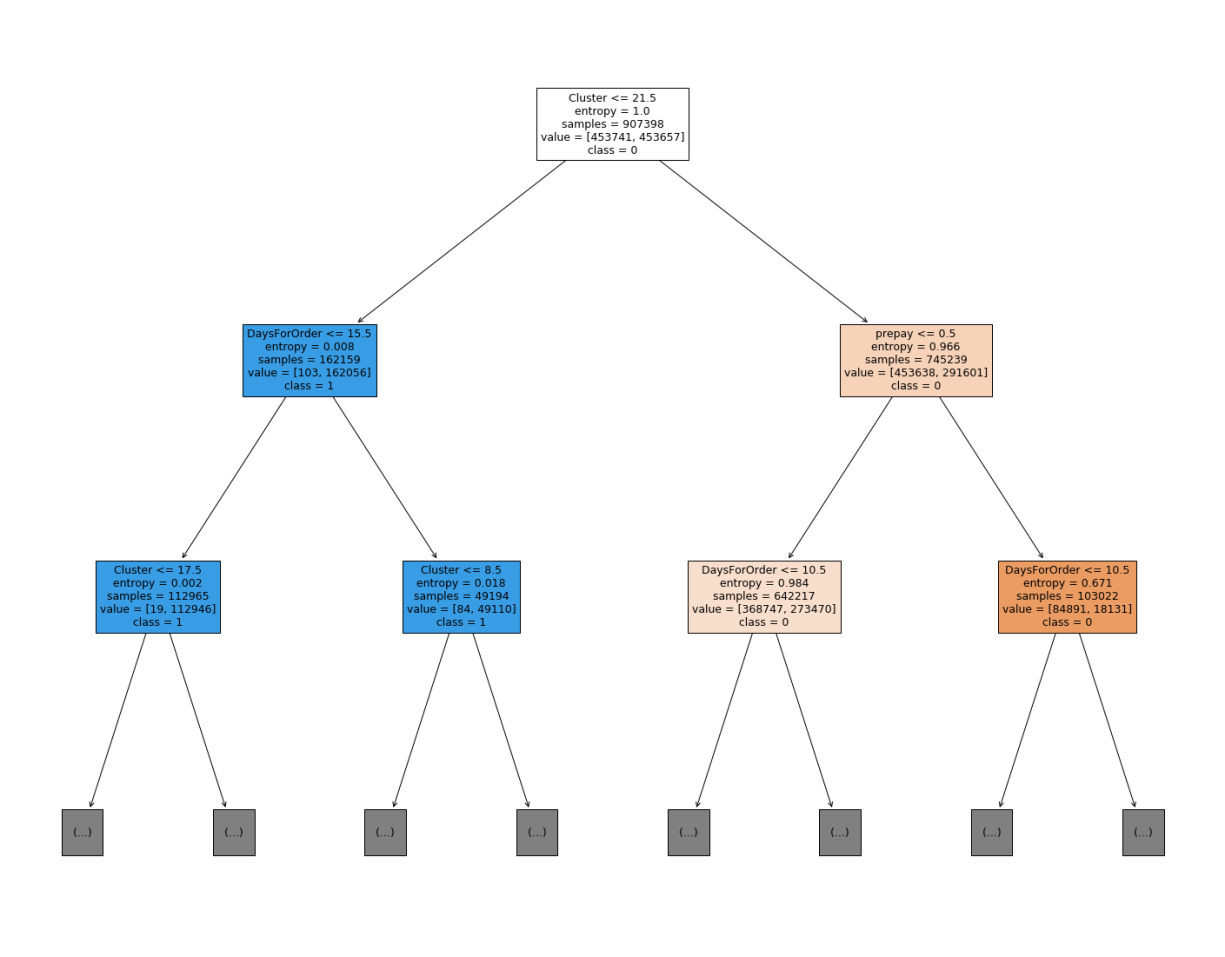 Cluster <= 21.5
entropy = 1.0
samples = 907398
value = [453741, 453657]
class = 0
DaysForOrder <= 15.5
entropy = 0.008
samples = 162159
value = [103, 162056]
class = 1
prepay <= 0.5
entropy = 0.966
samples = 745239
value = [453638, 291601]
class = 0
Cluster <= 17.5
entropy = 0.002
samples = 112965
value = [19, 112946]
class = 1
Cluster <= 8.5
entropy = 0.018
samples = 49194
value = [84, 49110]
class = 1
DaysForOrder <= 10.5
entropy = 0.984
samples = 642217
value = [368747, 273470]
class = 0
DaysForOrder <= 10.5
entropy = 0.671
samples = 103022
value = [84891, 18131]
class = 0
(...)
(...)
(...)
(...)
(...)
(...)
(...)
(...)